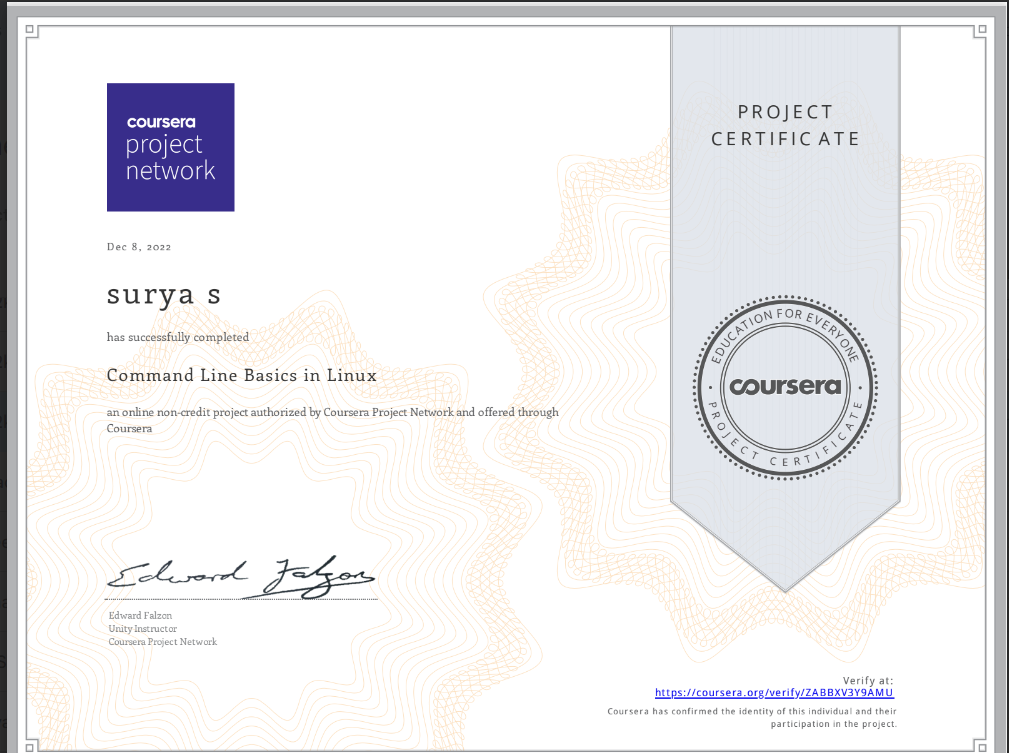 coursera
project
network
PROJECT
CERTIFICATE
Dec 8, 2022
surya s
has successfully completed
Command Line Basics in Linux
an online non-credit project authorized by Coursera Project Network and offered through
Coursera
EDUCATION FOR EVERYONE
coursera
PROJECT CERTIFICATE
Edward Falzon
Edward Falzon
Unity Instructor
Coursera Project Network
Verify at:
https://coursera.org/verify/ZABBXV3Y9AMU
Coursera has confirmed the identity of this individual and their
participation in the project.